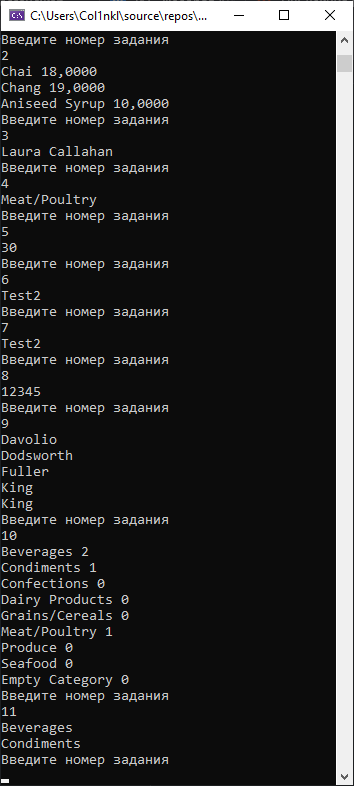 C:\Users\Col1nkl\source\repos\...
Введите номер задания
2
Chai 18,0000
Chang 19,0000
Aniseed Syrup 10,0000
Введите номер задания
3
Laura Callahan
Введите номер задания
4
Meat/Poultry
Введите номер задания
5
30
Введите номер задания
6
Test2
Введите номер задания
7
Test2
Введите номер задания
8
12345
Введите номер задания
9
Davolio
Dodsworth
Fuller
King
King
Введите номер задания
10
Beverages 2
Condiments 1
Confections 0
Dairy Products 0
Grains/Cereals 0
Meat/Poultry 1
Produce 0
Seafood 0
Empty Category 0
Введите номер задания
11
Beverages
Condiments
Введите номер задания